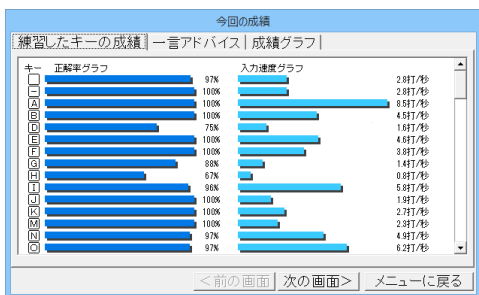 今回の成績
練習したキーの成績 一言アドバイス 成績グラフ
キー 正解率グラフ 入力速度グラフ
97% 2.8打/秒
- 100% 2.8打/秒
A 100% 8.5打/秒
B 100% 4.5打/秒
D 75% 1.6打/秒
E 100% 4.6打/秒
F 100% 3.8打/秒
G 88% 1.4打/秒
H 67% 0.8打/秒
I 96% 5.8打/秒
J 100% 1.9打/秒
K 100% 2.7打/秒
M 100% 2.3打/秒
N 97% 4.9打/秒
O 97% 6.2打/秒
<前の画面 次の画面> メニューに戻る